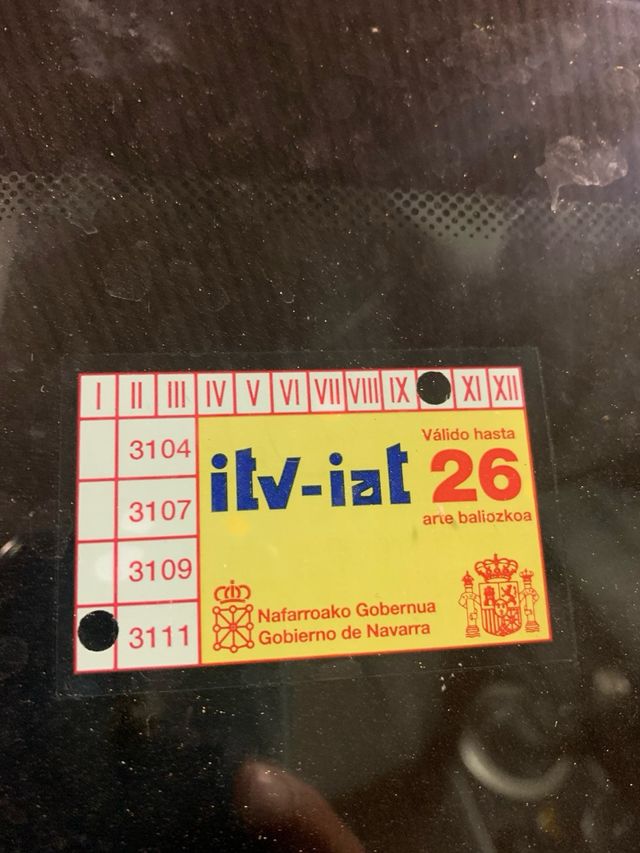 I II III IV V VI VII VIII IX XI XII
3104
3107
3109
3111
itv-iat
Válido hasta
26
arte baliozkoa
Nafarroako Gobernua
Gobierno de Navarra